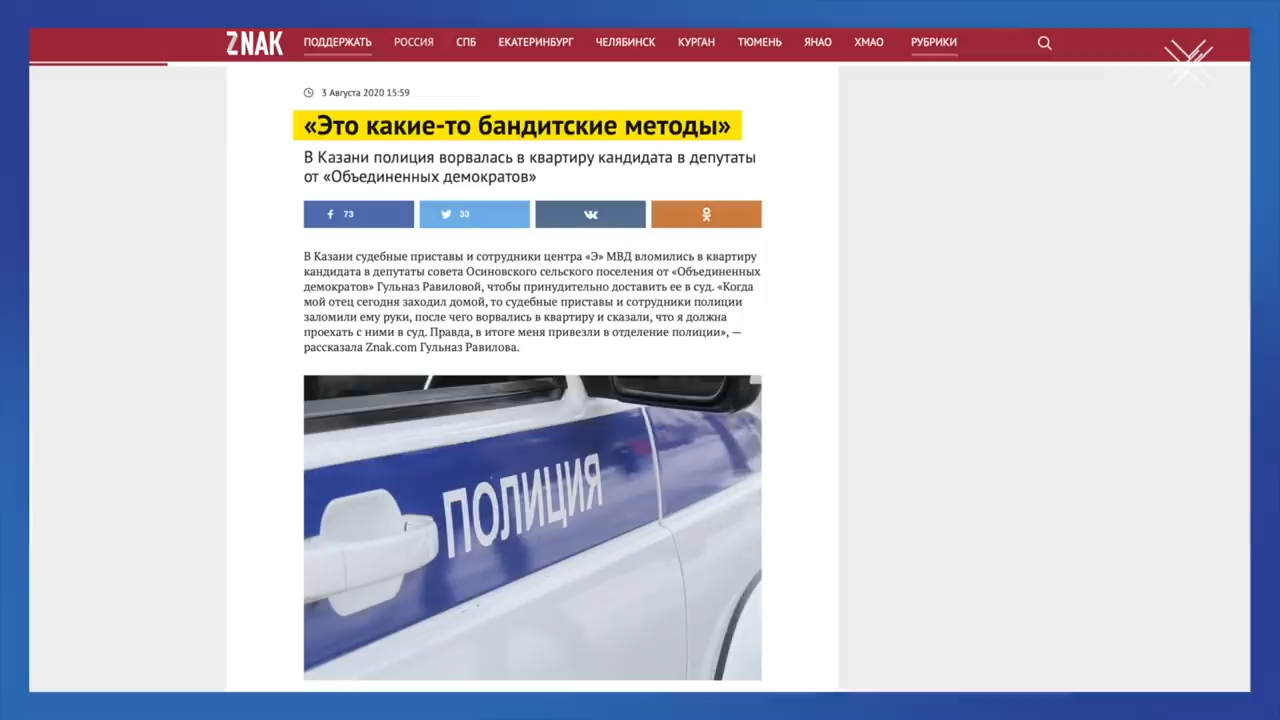 ZNAK ПОДДЕРЖАТЬ РОССИЯ СПБ ЕКАТЕРИНБУРГ ЧЕЛЯБИНСК КУРГАН ТЮМЕНЬ ЯНАО ХМАО РУБРИКИ
3 Августа 2020 15:59
«Это какие-то бандитские методы»
В Казани полиция ворвалась в квартиру кандидата в депутаты
от «Объединенных демократов»
73 33
В Казани судебные приставы и сотрудники центра «Э» МВД вломились в квартиру
кандидата в депутаты совета Осиновского сельского поселения от «Объединенных
демократов» Гульназ Равиловой, чтобы принудительно доставить ее в суд. «Когда
мой отец сегодня заходил домой, то судебные приставы и сотрудники полиции
заломили ему руки, после чего ворвались в квартиру и сказали, что я должна
проехать с ними в суд. Правда, в итоге меня привезли в отделение полиции», —
рассказала Znak.com Гульназ Равилова.
ПОЛИЦИЯ